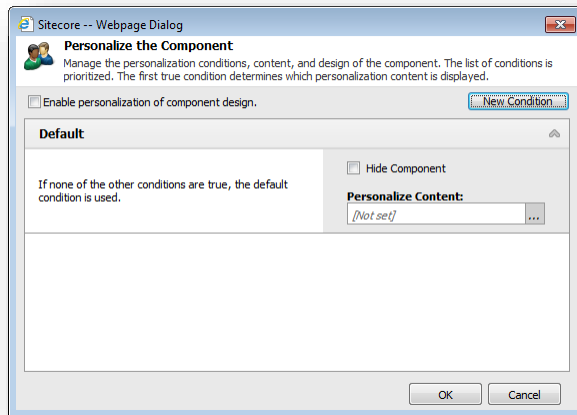 Sitecore -- Webpage Dialog
Personalize the Component
Manage the personalization conditions, content, and design of the component. The list of conditions is
prioritized. The first true condition determines which personalization content is displayed.
Enable personalization of component design.
New Condition
Default
Hide Component
If none of the other conditions are true, the default
condition is used.
Personalize Content:
[Not set]
...
OK
Cancel